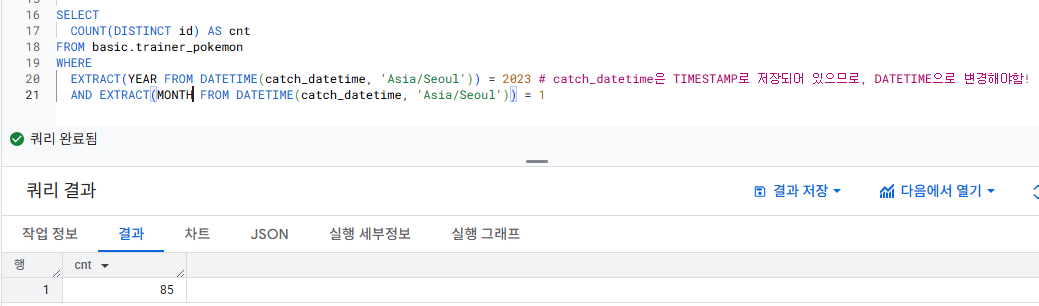 16 SELECT
17 COUNT(DISTINCT id) AS cnt
18 FROM basic.trainer_pokemon
19 WHERE
20 EXTRACT(YEAR FROM DATETIME(catch_datetime, 'Asia/Seoul')) = 2023 # catch_datetime은 TIMESTAMP로 저장되어 있으므로, DATETIME으로 변경해야함!
21 AND EXTRACT(MONTH FROM DATETIME(catch_datetime, 'Asia/Seoul')) = 1
쿼리 완료됨
쿼리 결과 결과 저장 다음에서 열기
작업 정보 결과 차트 JSON 실행 세부정보 실행 그래프
행 cnt
1 85